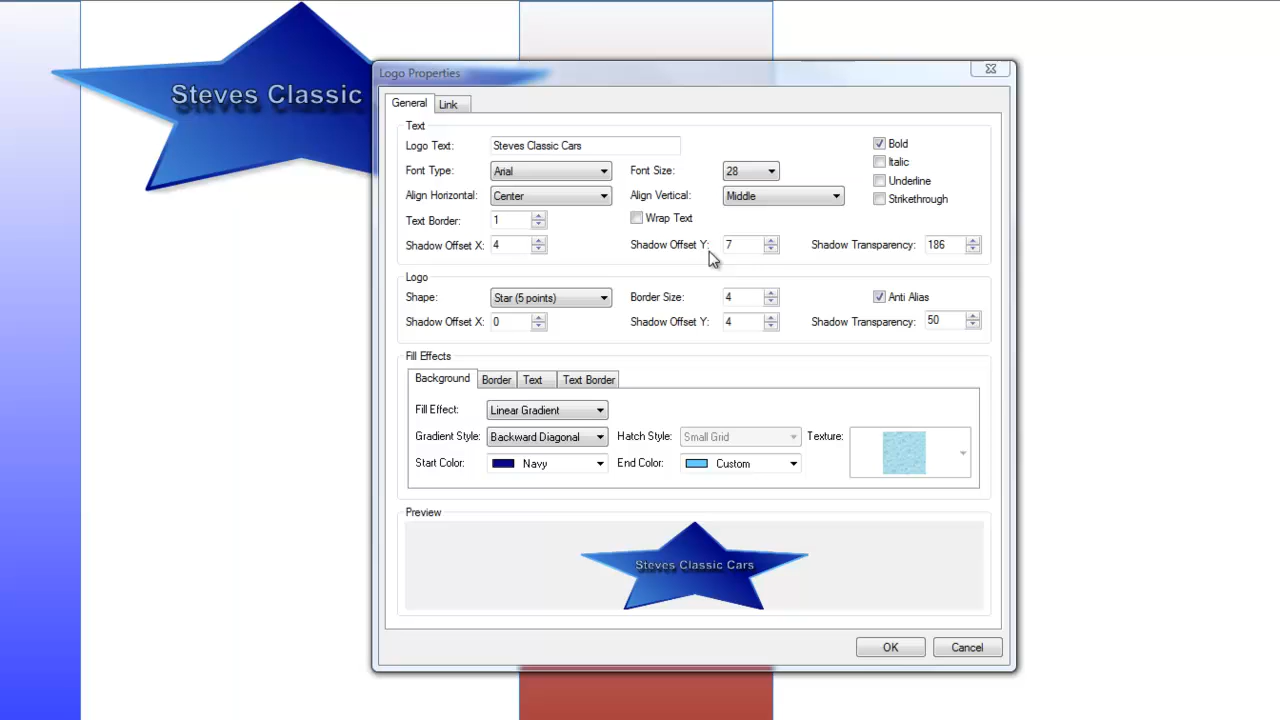 Steves Classic
Logo Properties
General Link
Text
Logo Text: Steves Classic Cars Bold
Font Type: Arial Font Size: 28 Italic
Underline
Align Horizontal: Center Align Vertical: Middle Strikethrough
Text Border: 1 Wrap Text
Shadow Offset X: 4 Shadow Offset Y: 7 Shadow Transparency: 186
Logo
Shape: Star (5 points) Border Size: 4 Anti Alias
Shadow Offset X: 0 Shadow Offset Y: 4 Shadow Transparency: 50
Fill Effects
Background Border Text Text Border
Fill Effect: Linear Gradient
Gradient Style: Backward Diagonal Hatch Style: Small Grid Texture:
Start Color: Navy End Color: Custom
Preview
Steves Classic Cars
OK Cancel